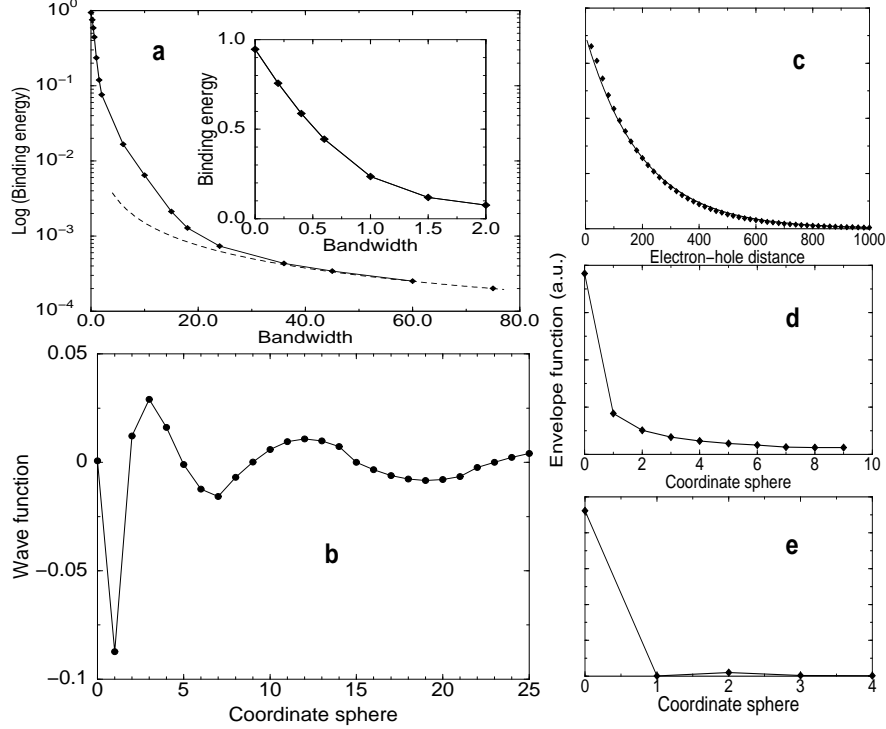 a
Log (Binding energy)
10⁰
10⁻¹
10⁻²
10⁻³
10⁻⁴
0.0 20.0 40.0 60.0 80.0
Bandwidth
Binding energy
1.0
0.5
0.0
0.0 0.5 1.0 1.5 2.0
Bandwidth
b
Wave function
0.05
0
−0.05
−0.1
0 5 10 15 20 25
Coordinate sphere
c
0 200 400 600 800 1000
Electron−hole distance
Envelope function (a.u.)
d
0 2 4 6 8 10
Coordinate sphere
e
0 1 2 3 4
Coordinate sphere